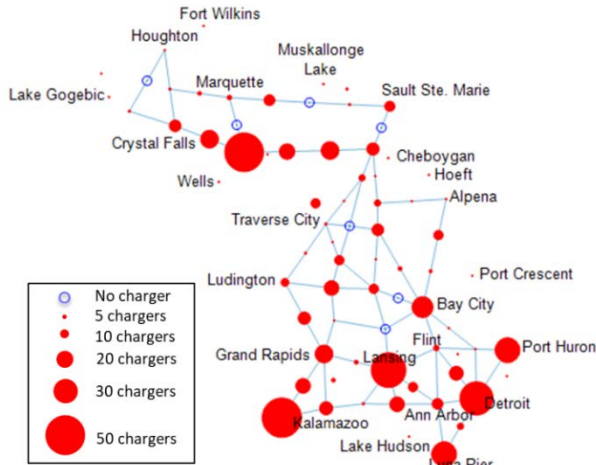 Fort Wilkins
Houghton
Muskallonge
Lake
Marquette
Sault Ste. Marie
Lake Gogebic
Crystal Falls
Cheboygan
Hoeft
Wells
Alpena
Traverse City
Port Crescent
Ludington
Bay City
No charger
5 chargers
10 chargers
20 chargers
30 chargers
50 chargers
Flint
Port Huron
Grand Rapids
Lansing
Detroit
Ann Arbor
Kalamazoo
Lake Hudson
Luna Pier